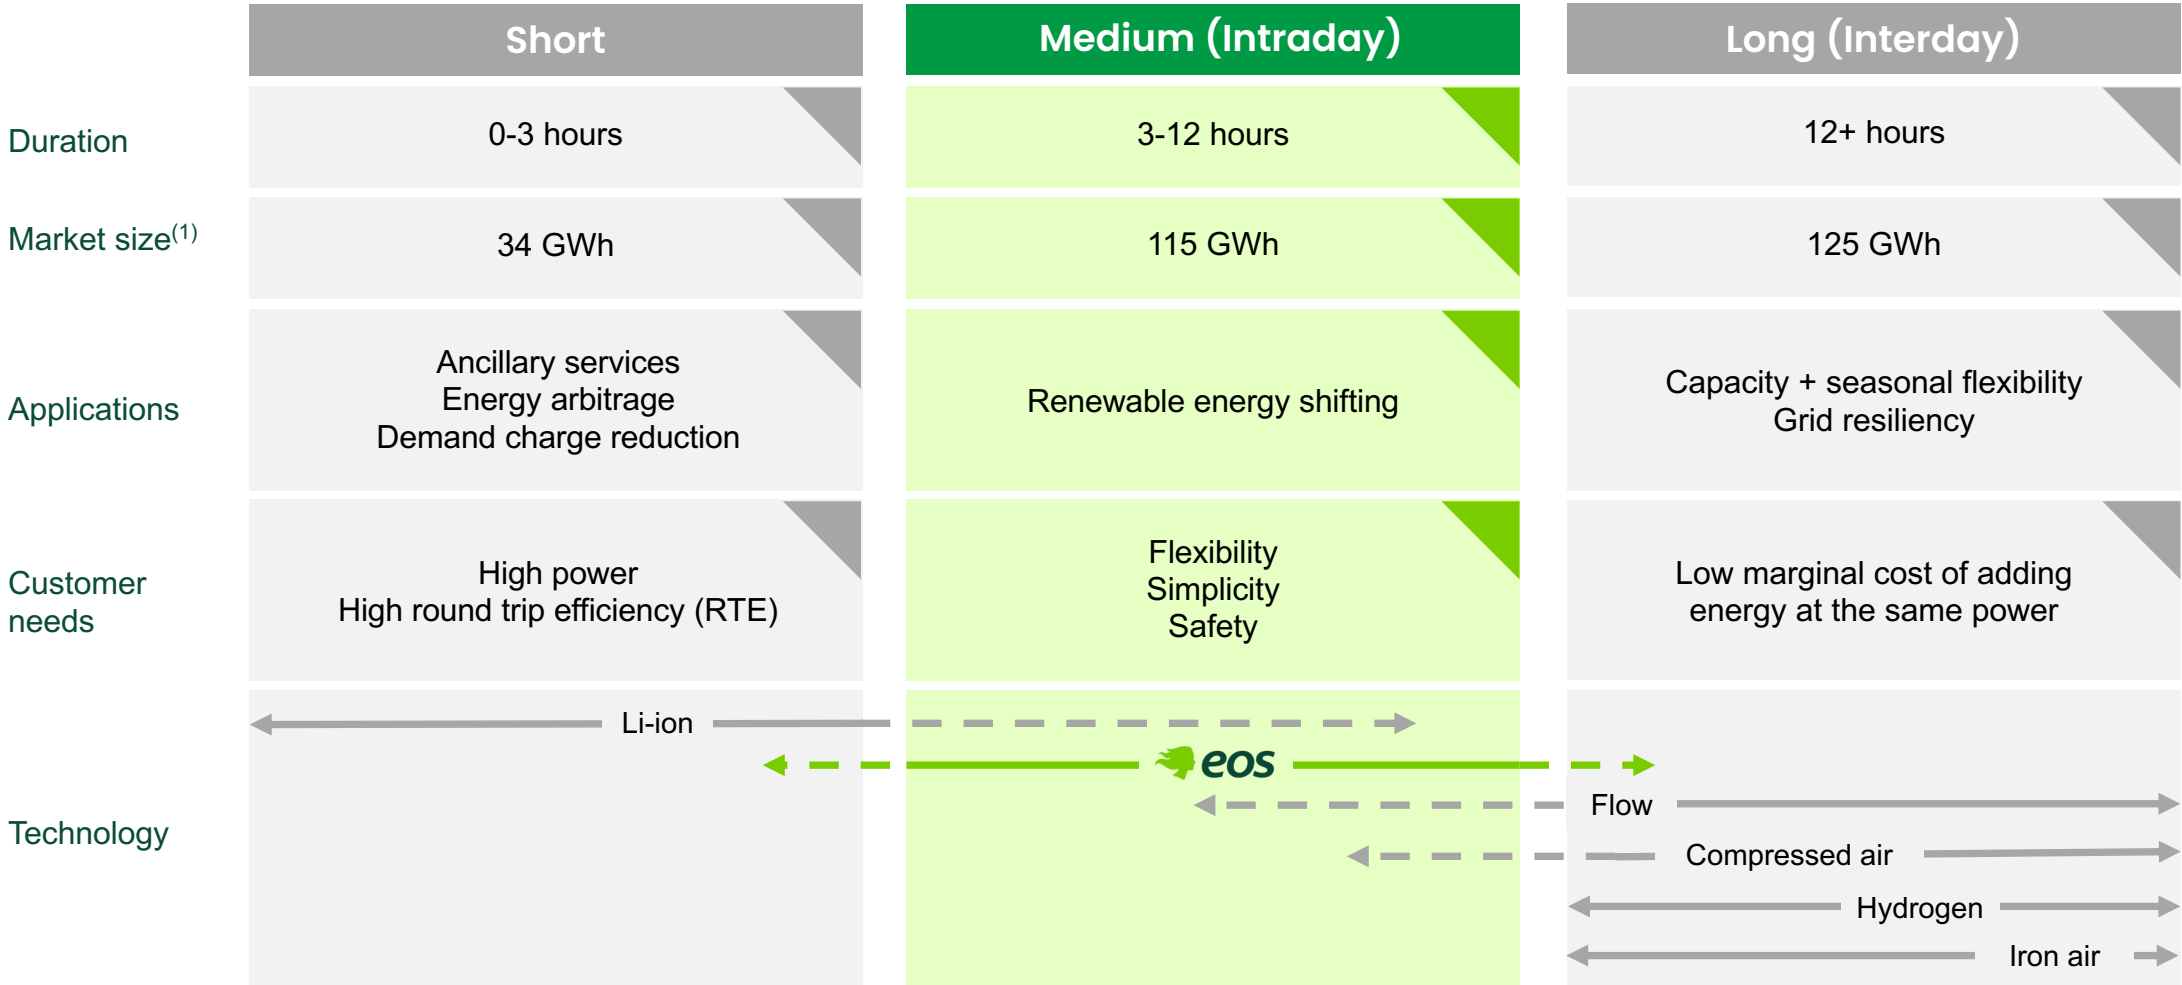 Short
Medium (Intraday)
Long (Interday)
Duration
0-3 hours
3-12 hours
12+ hours
Market size(1)
34 GWh
115 GWh
125 GWh
Applications
Ancillary services
Energy arbitrage
Demand charge reduction
Renewable energy shifting
Capacity + seasonal flexibility
Grid resiliency
Customer
needs
High power
High round trip efficiency (RTE)
Flexibility
Simplicity
Safety
Low marginal cost of adding
energy at the same power
Technology
Li-ion
eos
Flow
Compressed air
Hydrogen
Iron air